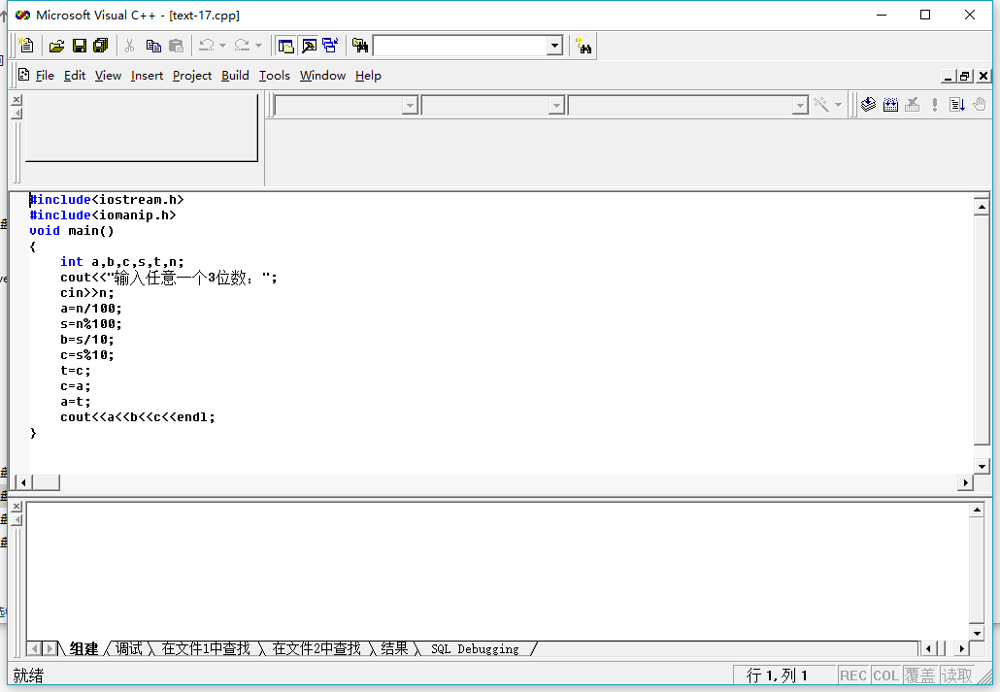 Microsoft Visual C++ - [text-17.cpp]
File Edit View Insert Project Build Tools Window Help
#include<iostream.h>
#include<iomanip.h>
void main()
{
    int a,b,c,s,t,n;
    cout<<"输入任意一个3位数：";
    cin>>n;
    a=n/100;
    s=n%100;
    b=s/10;
    c=s%10;
    t=c;
    c=a;
    a=t;
    cout<<a<<b<<c<<endl;
}
组建 调试 在文件1中查找 在文件2中查找 结果 SQL Debugging
就绪 行 1, 列 1 REC COL 覆盖 读取